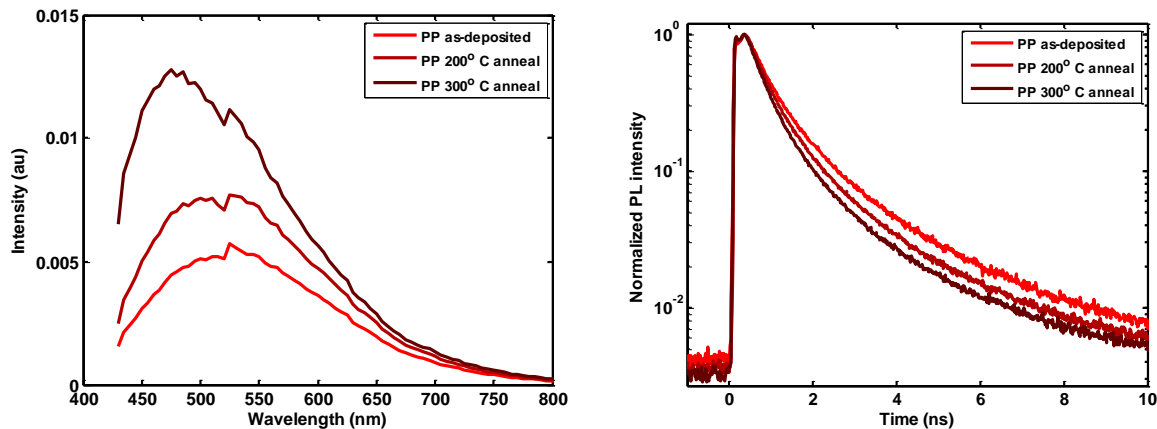 0.015
0.01
0.005
0
400 450 500 550 600 650 700 750 800
Intensity (au)
Wavelength (nm)
PP as-deposited
PP 200° C anneal
PP 300° C anneal
10⁰
10⁻¹
10⁻²
0 2 4 6 8 10
Normalized PL intensity
Time (ns)
PP as-deposited
PP 200° C anneal
PP 300° C anneal